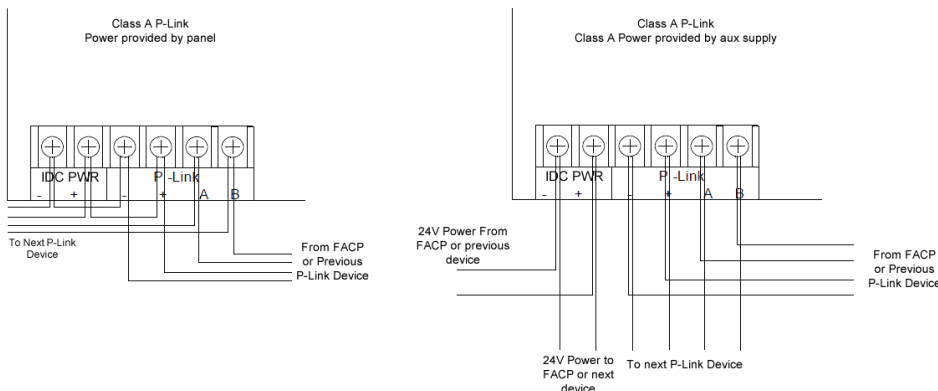 Class A P-Link
Power provided by panel
IDC PWR
P -Link
-
+
-
+
A
B
To Next P-Link
Device
From FACP
or Previous
P-Link Device
Class A P-Link
Class A Power provided by aux supply
IDC PWR
P -Link
-
+
-
+
A
B
24V Power From
FACP or previous
device
From FACP
or Previous
P-Link Device
24V Power to
FACP or next
device
To next P-Link Device